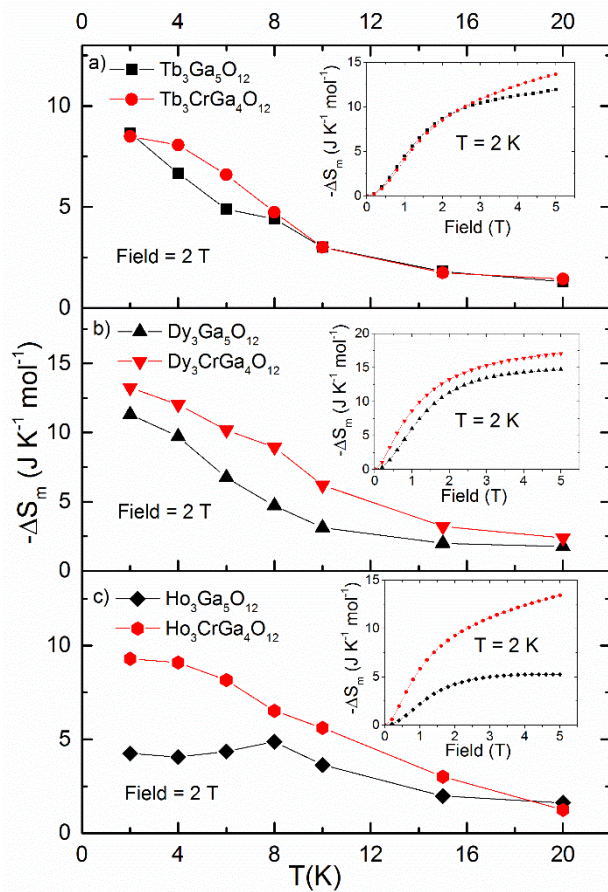 0 4 8 12 16 20
a) Tb₃Ga₅O₁₂
Tb₃CrGa₄O₁₂
Field = 2 T
10
5
0
-ΔSₘ (J K⁻¹ mol⁻¹)
15
10
5
0
T = 2 K
0 1 2 3 4 5
Field (T)
b) Dy₃Ga₅O₁₂
Dy₃CrGa₄O₁₂
Field = 2 T
15
10
5
0
-ΔSₘ (J K⁻¹ mol⁻¹)
-ΔSₘ (J K⁻¹ mol⁻¹)
20
15
10
5
0
T = 2 K
0 1 2 3 4 5
Field (T)
c) Ho₃Ga₅O₁₂
Ho₃CrGa₄O₁₂
Field = 2 T
10
5
0
-ΔSₘ (J K⁻¹ mol⁻¹)
15
10
5
0
T = 2 K
0 1 2 3 4 5
Field (T)
0 4 8 12 16 20
T(K)